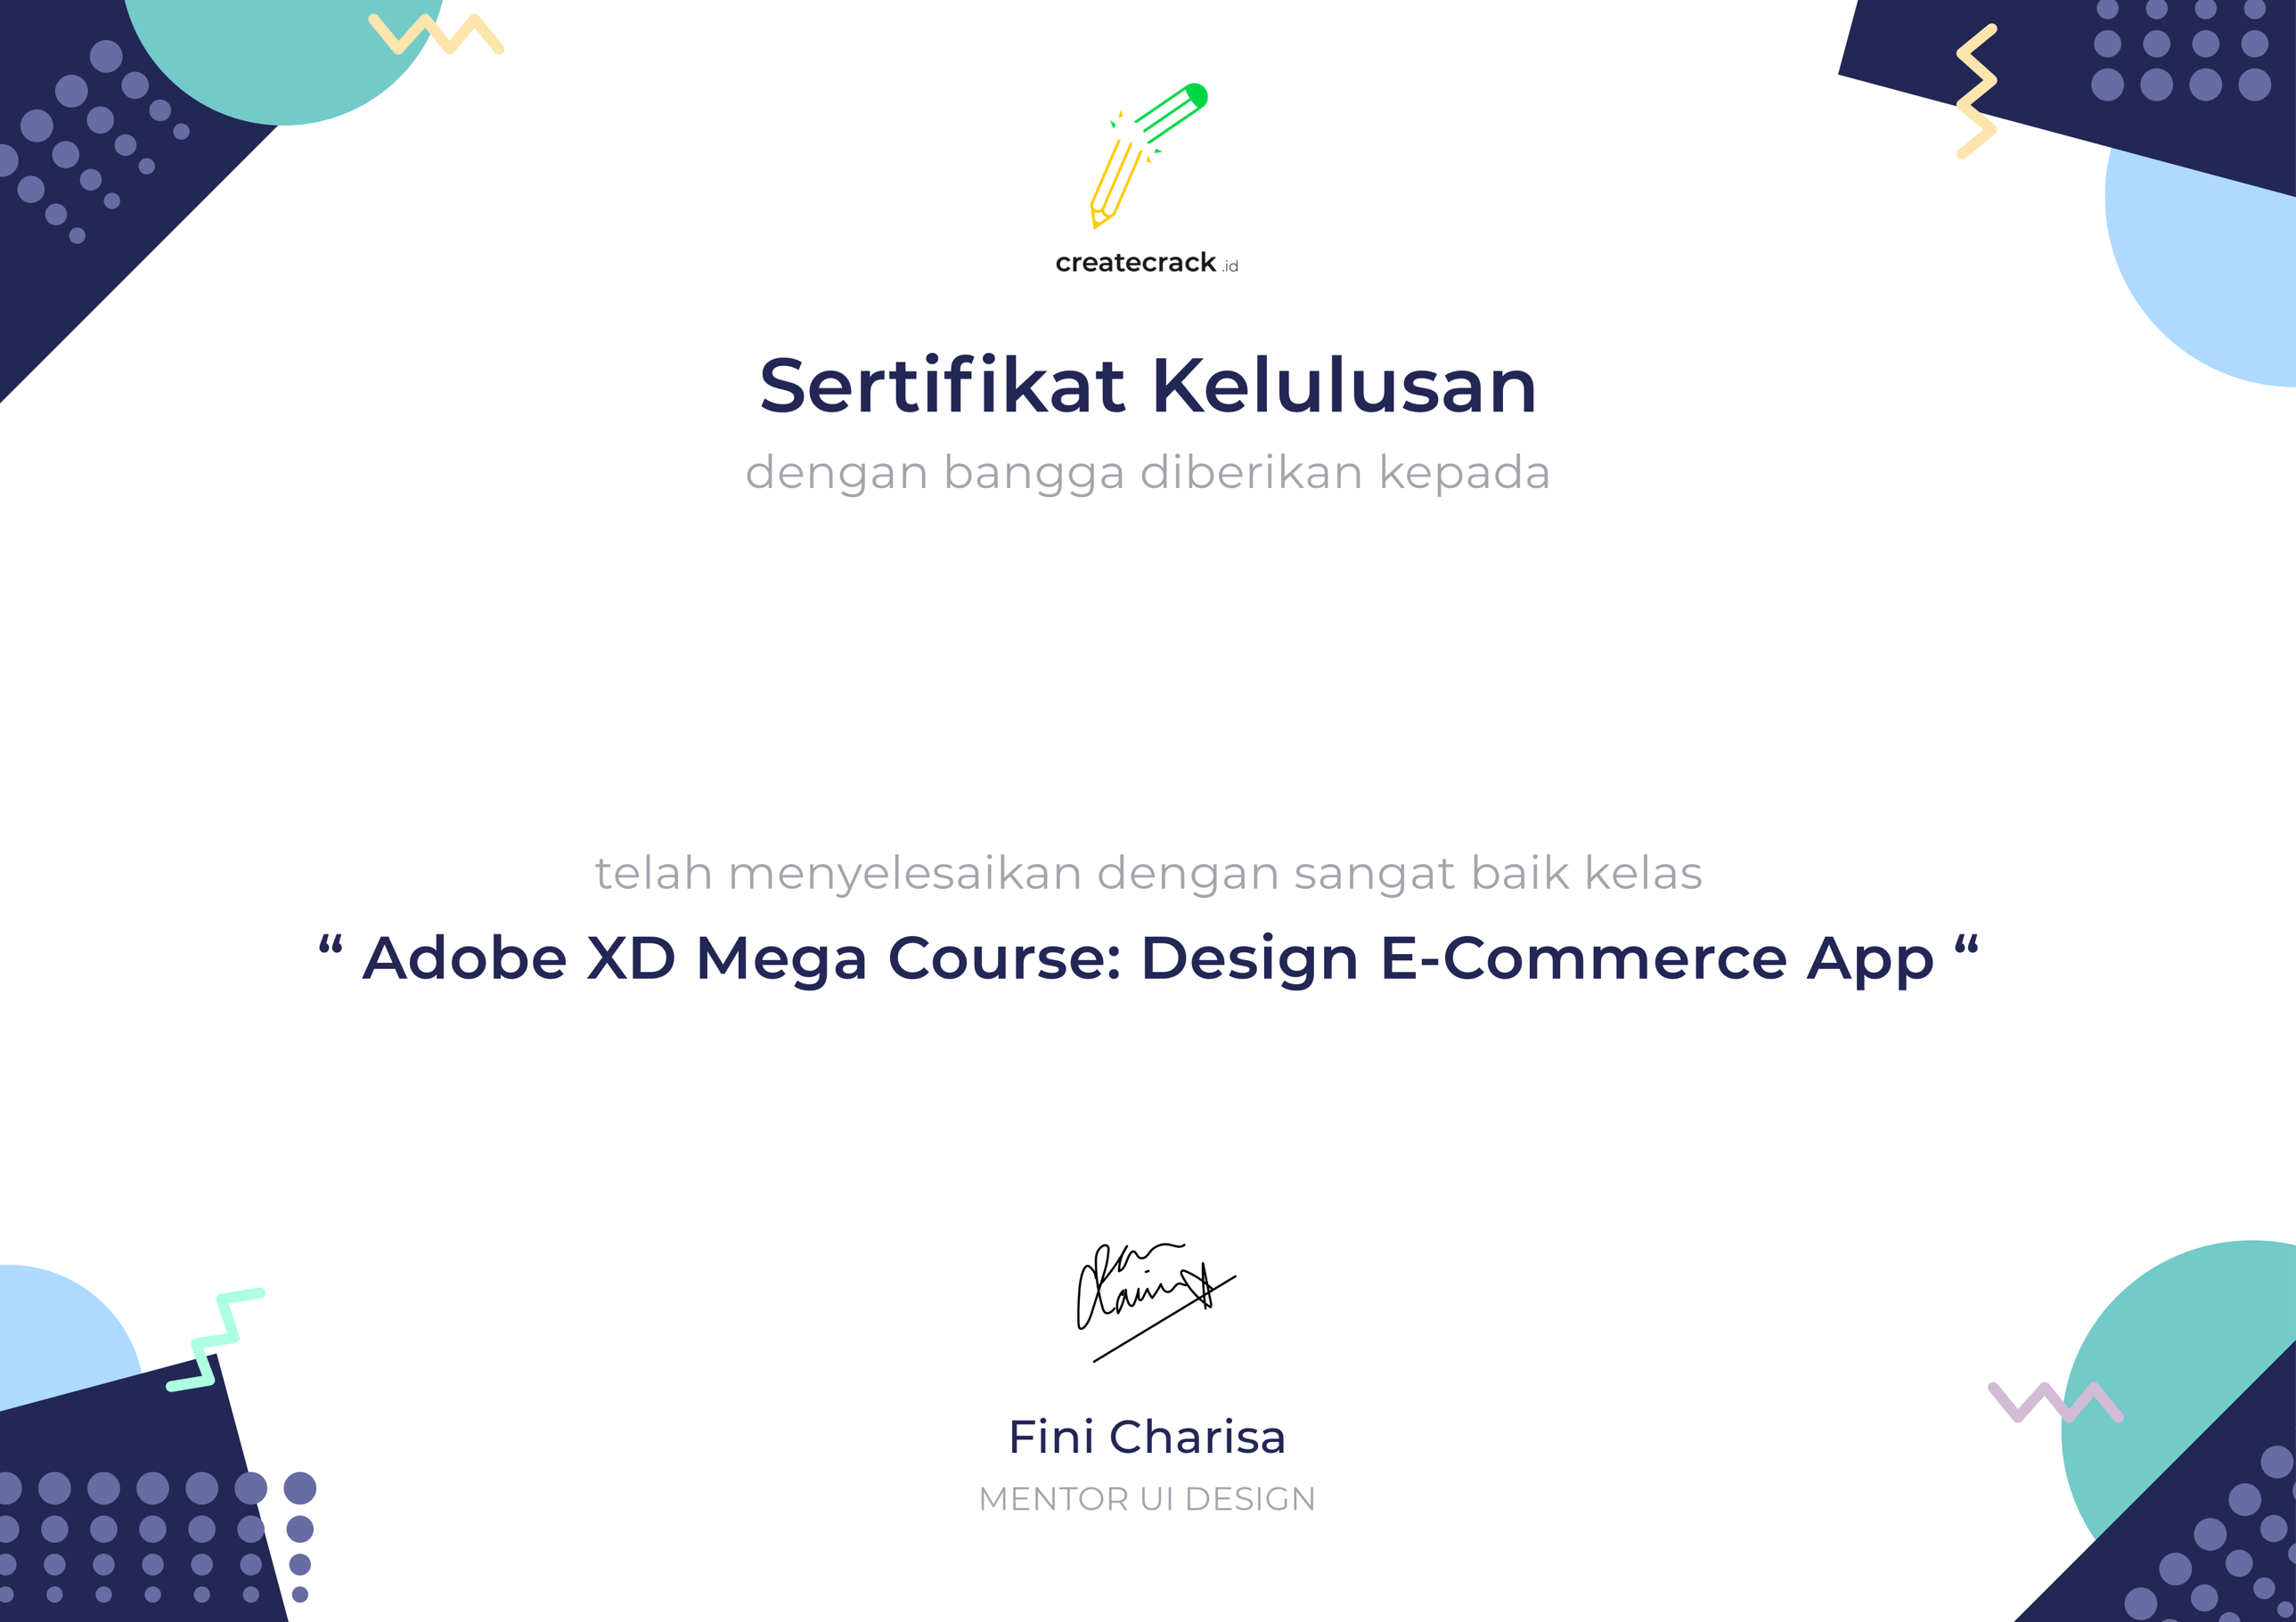 createcrack .id
Sertifikat Kelulusan
dengan bangga diberikan kepada
telah menyelesaikan dengan sangat baik kelas
“ Adobe XD Mega Course: Design E-Commerce App “
Fini Charisa
MENTOR UI DESIGN